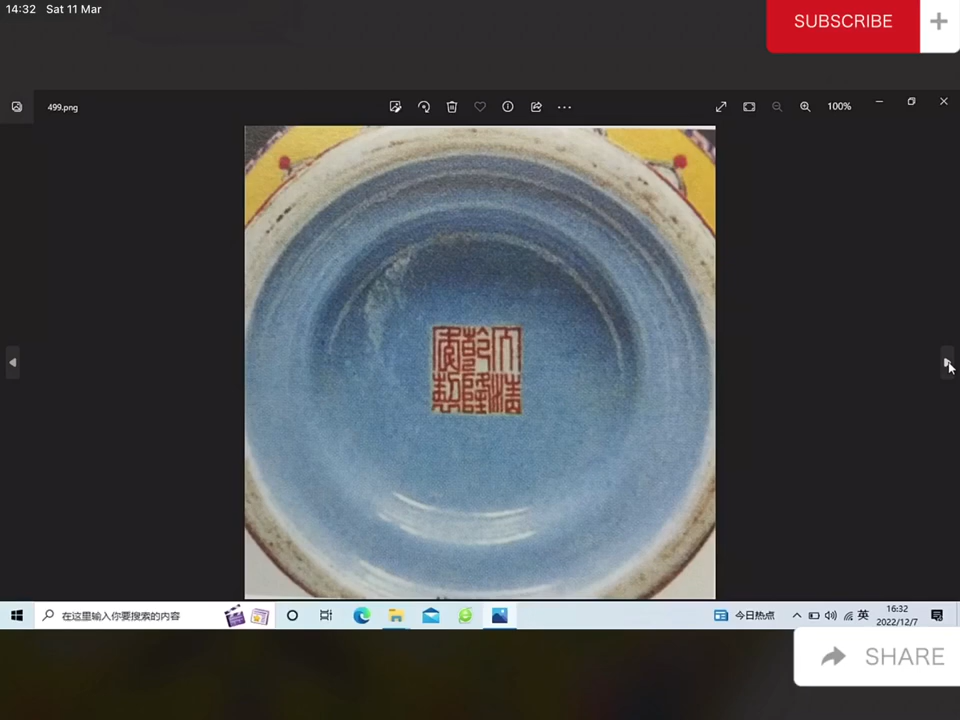 14:32 Sat 11 Mar
SUBSCRIBE
499.png
100%
大清
乾隆
年製
在这里输入你要搜索的内容
今日热点
英
16:32
2022/12/7
SHARE